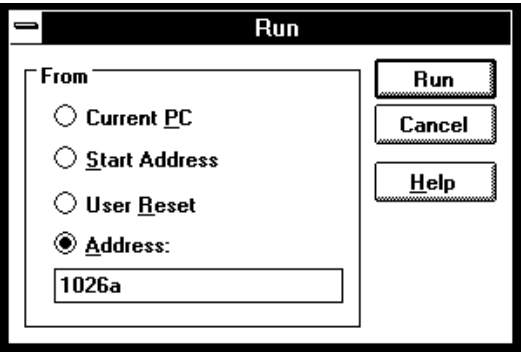 Run
From
Current PC
Start Address
User Reset
Address:
1026a
Run
Cancel
Help